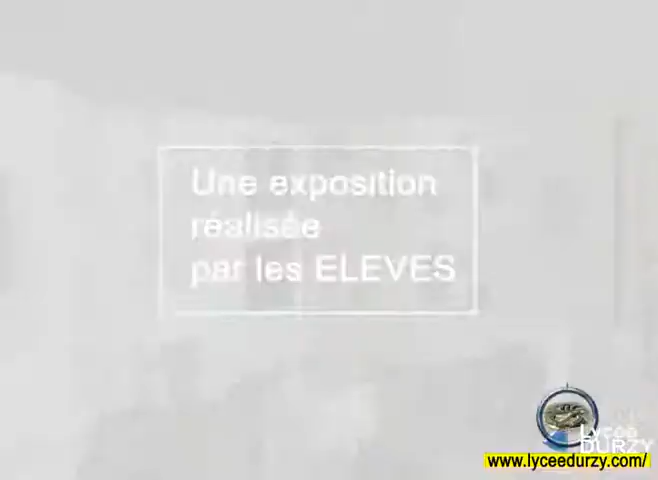 Une exposition
réalisée
par les ELEVES
Lycée
DURZY
www.lyceedurzy.com/